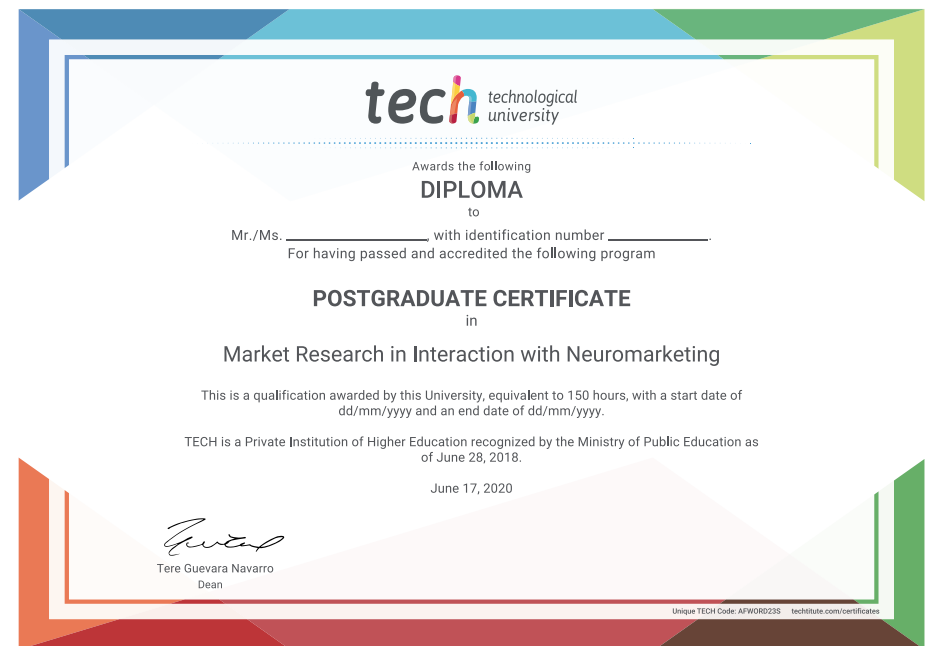 tech technological
university
Awards the following
DIPLOMA
to
Mr./Ms. ____________, with identification number ____________.
For having passed and accredited the following program
POSTGRADUATE CERTIFICATE
in
Market Research in Interaction with Neuromarketing
This is a qualification awarded by this University, equivalent to 150 hours, with a start date of
dd/mm/yyyy and an end date of dd/mm/yyyy.
TECH is a Private Institution of Higher Education recognized by the Ministry of Public Education as
of June 28, 2018.
June 17, 2020
Tere Guevara Navarro
Dean
Unique TECH Code: AFWORD23S techtitute.com/certificates